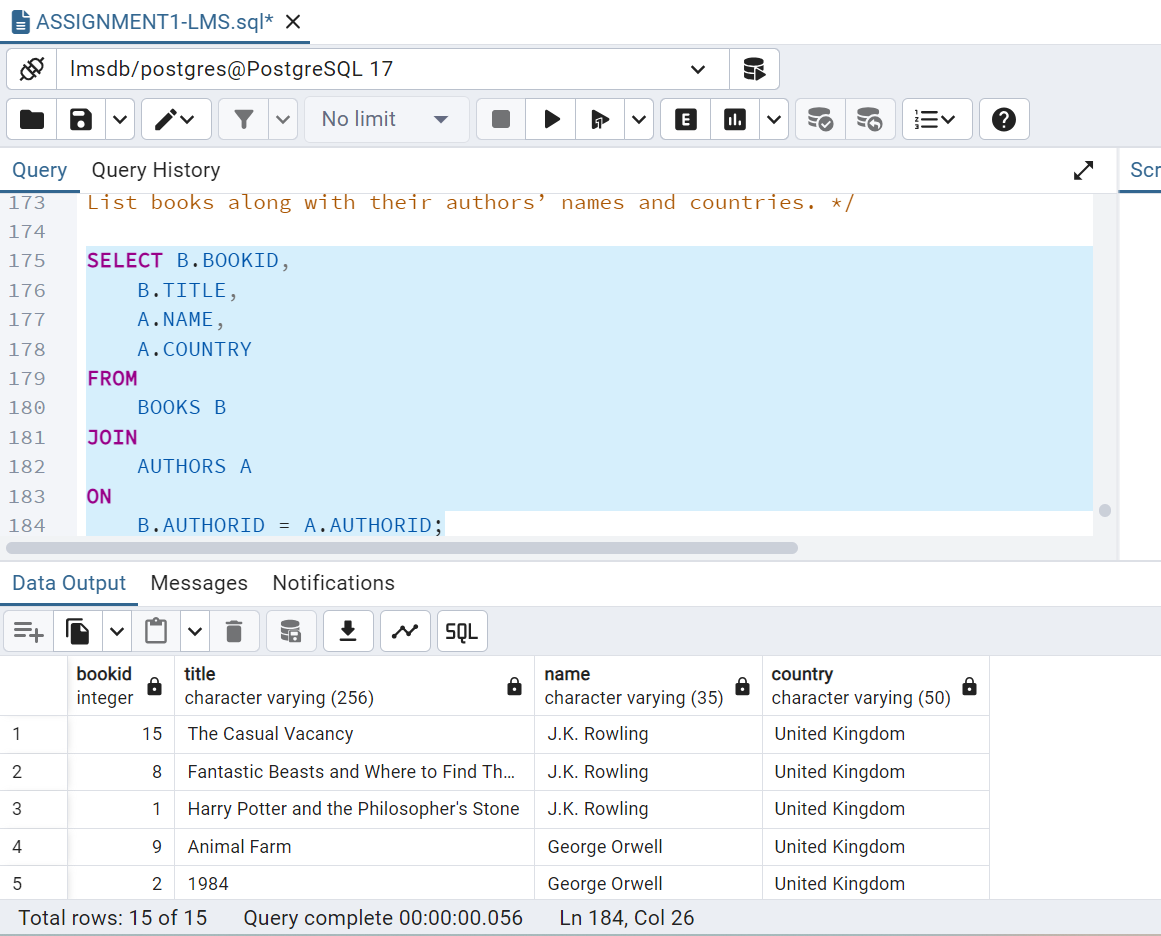 ASSIGNMENT1-LMS.sql*
lmsdb/postgres@PostgreSQL 17
No limit
E
Query Query History
Scr
173 List books along with their authors’ names and countries. */
174
175 SELECT B.BOOKID,
176 B.TITLE,
177 A.NAME,
178 A.COUNTRY
179 FROM
180 BOOKS B
181 JOIN
182 AUTHORS A
183 ON
184 B.AUTHORID = A.AUTHORID;
Data Output Messages Notifications
SQL
bookid title name country
integer character varying (256) character varying (35) character varying (50)
1 15 The Casual Vacancy J.K. Rowling United Kingdom
2 8 Fantastic Beasts and Where to Find Th... J.K. Rowling United Kingdom
3 1 Harry Potter and the Philosopher's Stone J.K. Rowling United Kingdom
4 9 Animal Farm George Orwell United Kingdom
5 2 1984 George Orwell United Kingdom
Total rows: 15 of 15 Query complete 00:00:00.056 Ln 184, Col 26